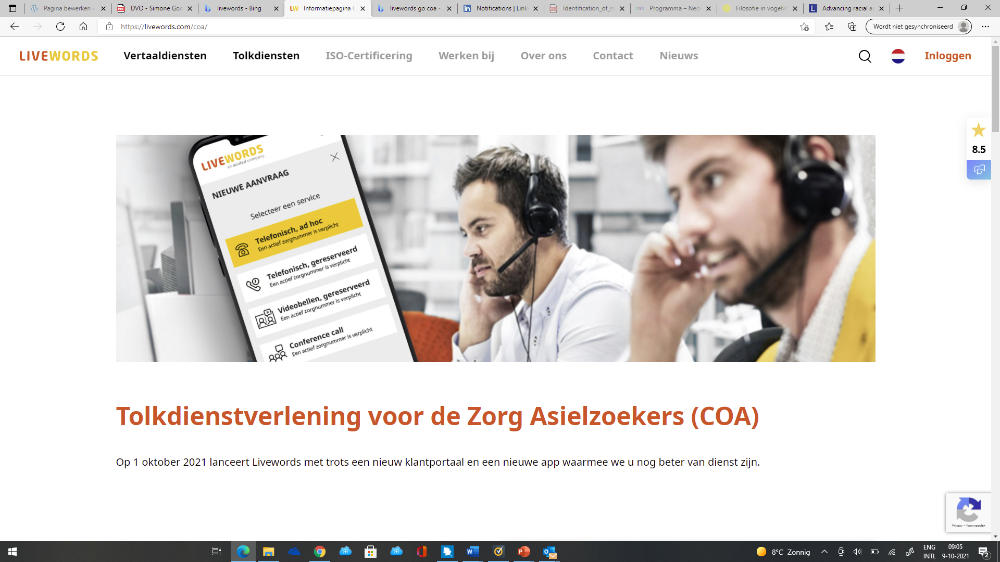 Pagina bewerken
DVO - Simone Goo
livewords - Bing
Informatiepagina C
livewords go coa -
Notifications | Link
Identification_of_n
Programma – Ned
Filosofie in vogelvl
Advancing racial a
https://livewords.com/coa/
Wordt niet gesynchroniseerd
LIVEWORDS
Vertaaldiensten
Tolkdiensten
ISO-Certificering
Werken bij
Over ons
Contact
Nieuws
Inloggen
8.5
LIVEWORDS
an acolad company.
NIEUWE AANVRAAG
Selecteer een service
Telefonisch, ad hoc
Een actief zorgnummer is verplicht
Telefonisch, gereserveerd
Een actief zorgnummer is verplicht
Videobellen, gereserveerd
Een actief zorgnummer is verplicht
Conference call
Een actief zorgnummer is verplicht
Tolkdienstverlening voor de Zorg Asielzoekers (COA)
Op 1 oktober 2021 lanceert Livewords met trots een nieuw klantportaal en een nieuwe app waarmee we u nog beter van dienst zijn.
Privacy - Voorwaarden
8°C Zonnig
ENG
INTL
09:05
9-10-2021
2